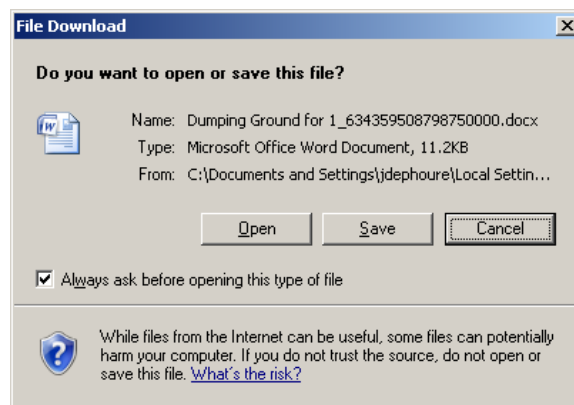 File Download
Do you want to open or save this file?
Name: Dumping Ground for 1_634359508798750000.docx
Type: Microsoft Office Word Document, 11.2KB
From: C:\Documents and Settings\jdephoure\Local Settin...
Open Save Cancel
Always ask before opening this type of file
While files from the Internet can be useful, some files can potentially
harm your computer. If you do not trust the source, do not open or
save this file. What's the risk?